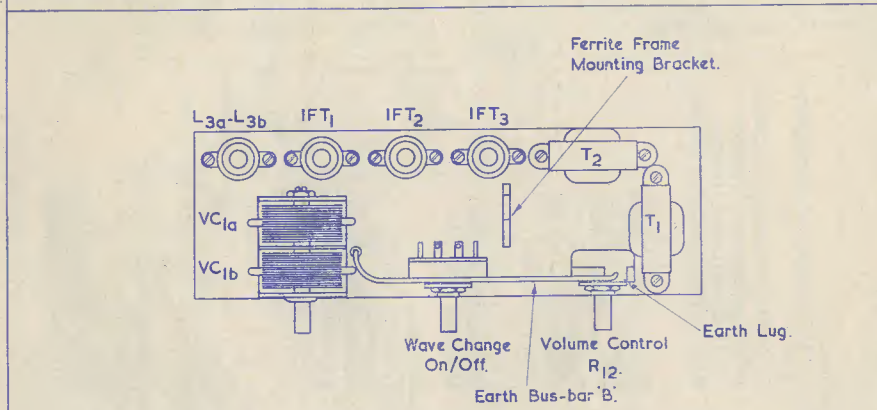 Ferrite Frame
Mounting Bracket.
L3a-L3b IFT1 IFT2 IFT3
T2
VC1a
T1
VC1b
Earth Lug.
Wave Change
On/Off.
Volume Control
R12.
Earth Bus-bar 'B'.